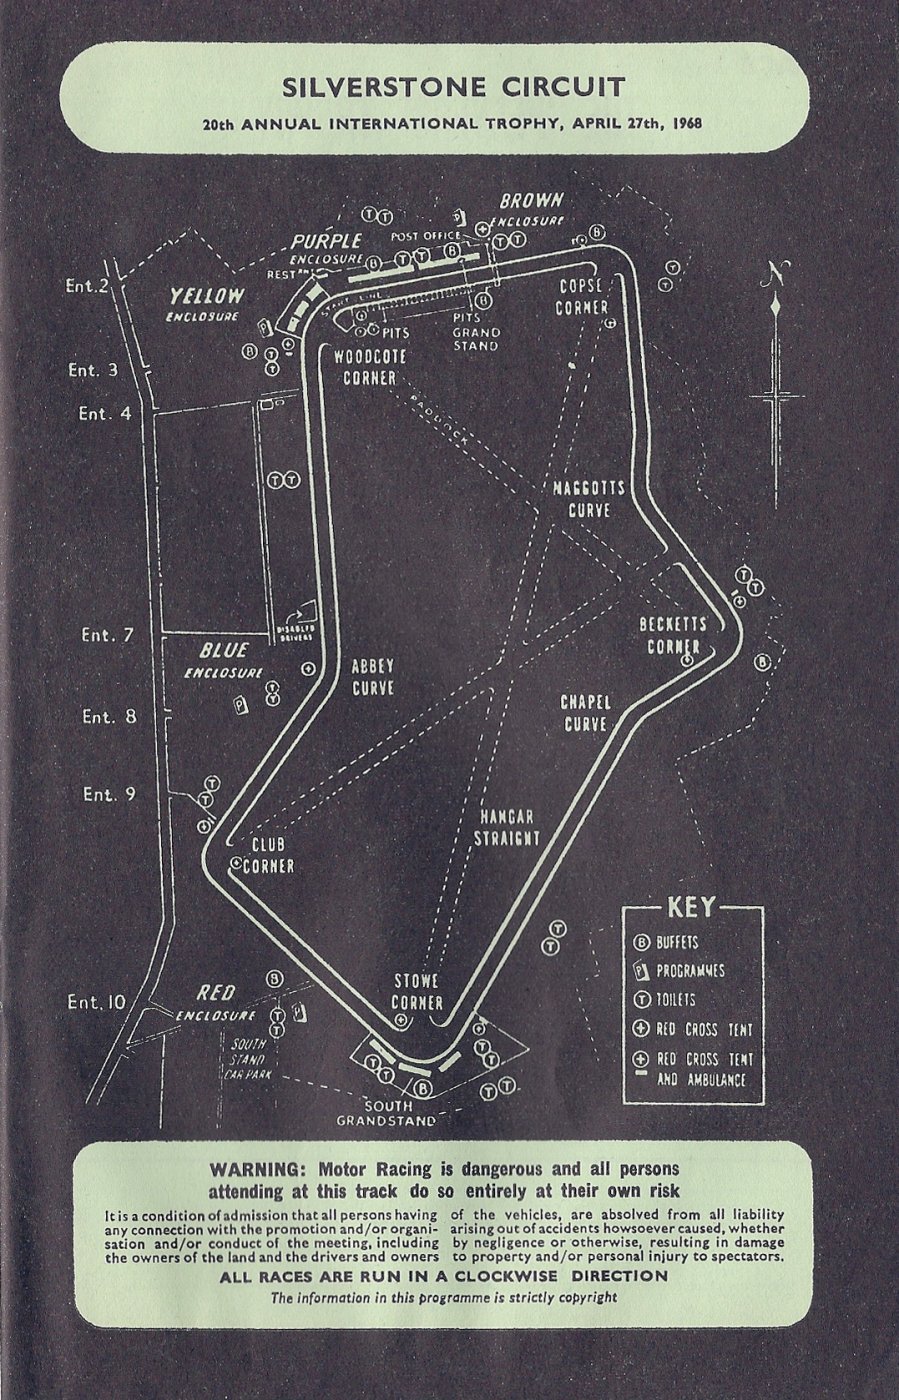 SILVERSTONE CIRCUIT
20th ANNUAL INTERNATIONAL TROPHY, APRIL 27th, 1968
BROWN
ENCLOSURE
PURPLE
ENCLOSURE
POST OFFICE
RESTNT
YELLOW
ENCLOSURE
START LINE
PITS
PITS
GRAND
STAND
COPSE
CORNER
WOODCOTE
CORNER
N
Ent.2
Ent. 3
Ent. 4
PADDOCK
MAGGOTTS
CURVE
Ent. 7
DISABLED
DRIVERS
BLUE
ENCLOSURE
BECKETTS
CORNER
ABBEY
CURVE
CHAPEL
CURVE
Ent. 8
Ent. 9
HANGAR
STRAIGHT
CLUB
CORNER
Ent. 10
RED
ENCLOSURE
STOWE
CORNER
SOUTH
STAND
CAR PARK
SOUTH
GRANDSTAND
KEY
B BUFFETS
P PROGRAMMES
T TOILETS
RED CROSS TENT
RED CROSS TENT
AND AMBULANCE
WARNING: Motor Racing is dangerous and all persons
attending at this track do so entirely at their own risk
It is a condition of admission that all persons having
any connection with the promotion and/or organi-
sation and/or conduct of the meeting, including
the owners of the land and the drivers and owners
of the vehicles, are absolved from all liability
arising out of accidents howsoever caused, whether
by negligence or otherwise, resulting in damage
to property and/or personal injury to spectators.
ALL RACES ARE RUN IN A CLOCKWISE DIRECTION
The information in this programme is strictly copyright